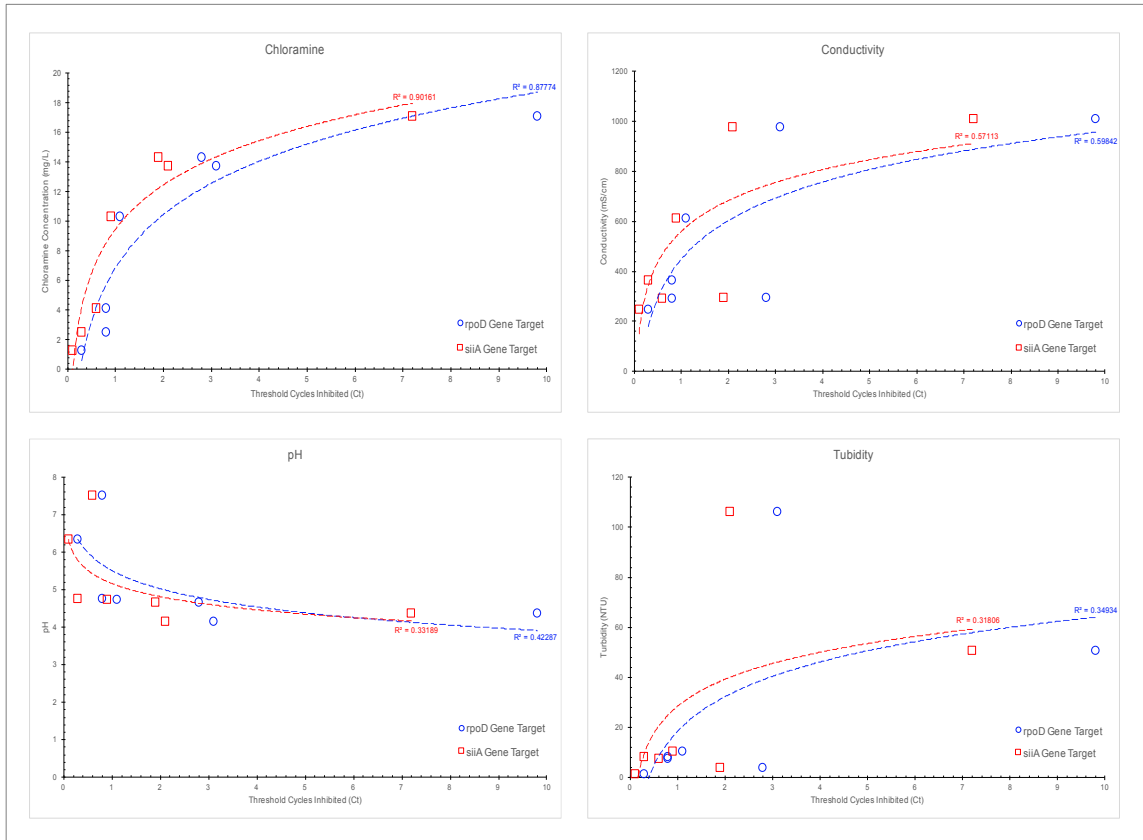 Chloramine
20
18
16
14
12
10
8
6
4
2
0
Chloramine Concentration (mg/L)
R² = 0.90161
R² = 0.87774
rpoD Gene Target
siiA Gene Target
0 1 2 3 4 5 6 7 8 9 10
Threshold Cycles Inhibited (Ct)
Conductivity
1200
1000
800
600
400
200
0
Conductivity (mS/cm)
R² = 0.57113
R² = 0.59842
rpoD Gene Target
siiA Gene Target
0 1 2 3 4 5 6 7 8 9 10
Threshold Cycles Inhibited (Ct)
pH
8
7
6
5
4
3
2
1
0
pH
R² = 0.33189
R² = 0.42287
rpoD Gene Target
siiA Gene Target
0 1 2 3 4 5 6 7 8 9 10
Threshold Cycles Inhibited (Ct)
Tubidity
120
100
80
60
40
20
0
Turbidity (NTU)
R² = 0.31806
R² = 0.34934
rpoD Gene Target
siiA Gene Target
0 1 2 3 4 5 6 7 8 9 10
Threshold Cycles Inhibited (Ct)